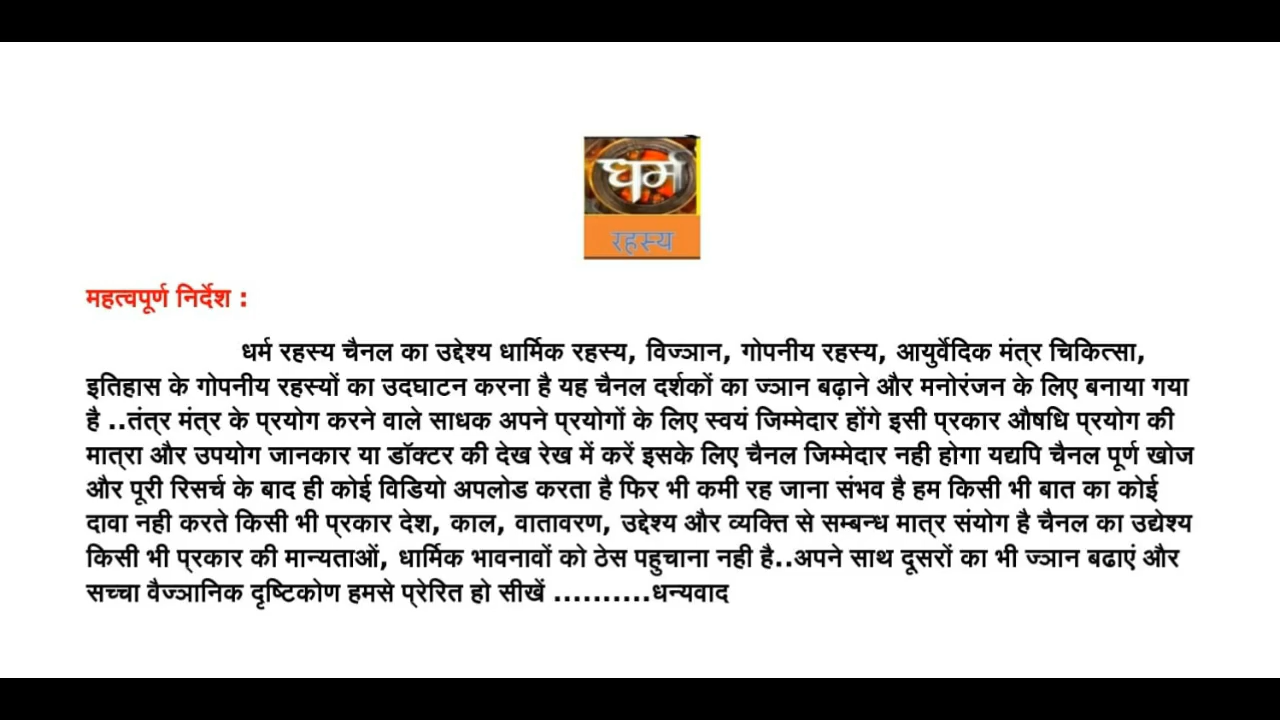 धर्म
रहस्य
महत्वपूर्ण निर्देश :
धर्म रहस्य चैनल का उद्देश्य धार्मिक रहस्य, विज्ञान, गोपनीय रहस्य, आयुर्वेदिक मंत्र चिकित्सा,
इतिहास के गोपनीय रहस्यों का उदघाटन करना है यह चैनल दर्शकों का ज्ञान बढ़ाने और मनोरंजन के लिए बनाया गया
है ..तंत्र मंत्र के प्रयोग करने वाले साधक अपने प्रयोगों के लिए स्वयं जिम्मेदार होंगे इसी प्रकार औषधि प्रयोग की
मात्रा और उपयोग जानकार या डॉक्टर की देख रेख में करें इसके लिए चैनल जिम्मेदार नही होगा यद्यपि चैनल पूर्ण खोज
और पूरी रिसर्च के बाद ही कोई विडियो अपलोड करता है फिर भी कमी रह जाना संभव है हम किसी भी बात का कोई
दावा नही करते किसी भी प्रकार देश, काल, वातावरण, उद्देश्य और व्यक्ति से सम्बन्ध मात्र संयोग है चैनल का उद्येश्य
किसी भी प्रकार की मान्यताओं, धार्मिक भावनावों को ठेस पहुचाना नही है..अपने साथ दूसरों का भी ज्ञान बढाएं और
सच्चा वैज्ञानिक दृष्टिकोण हमसे प्रेरित हो सीखें ..........धन्यवाद